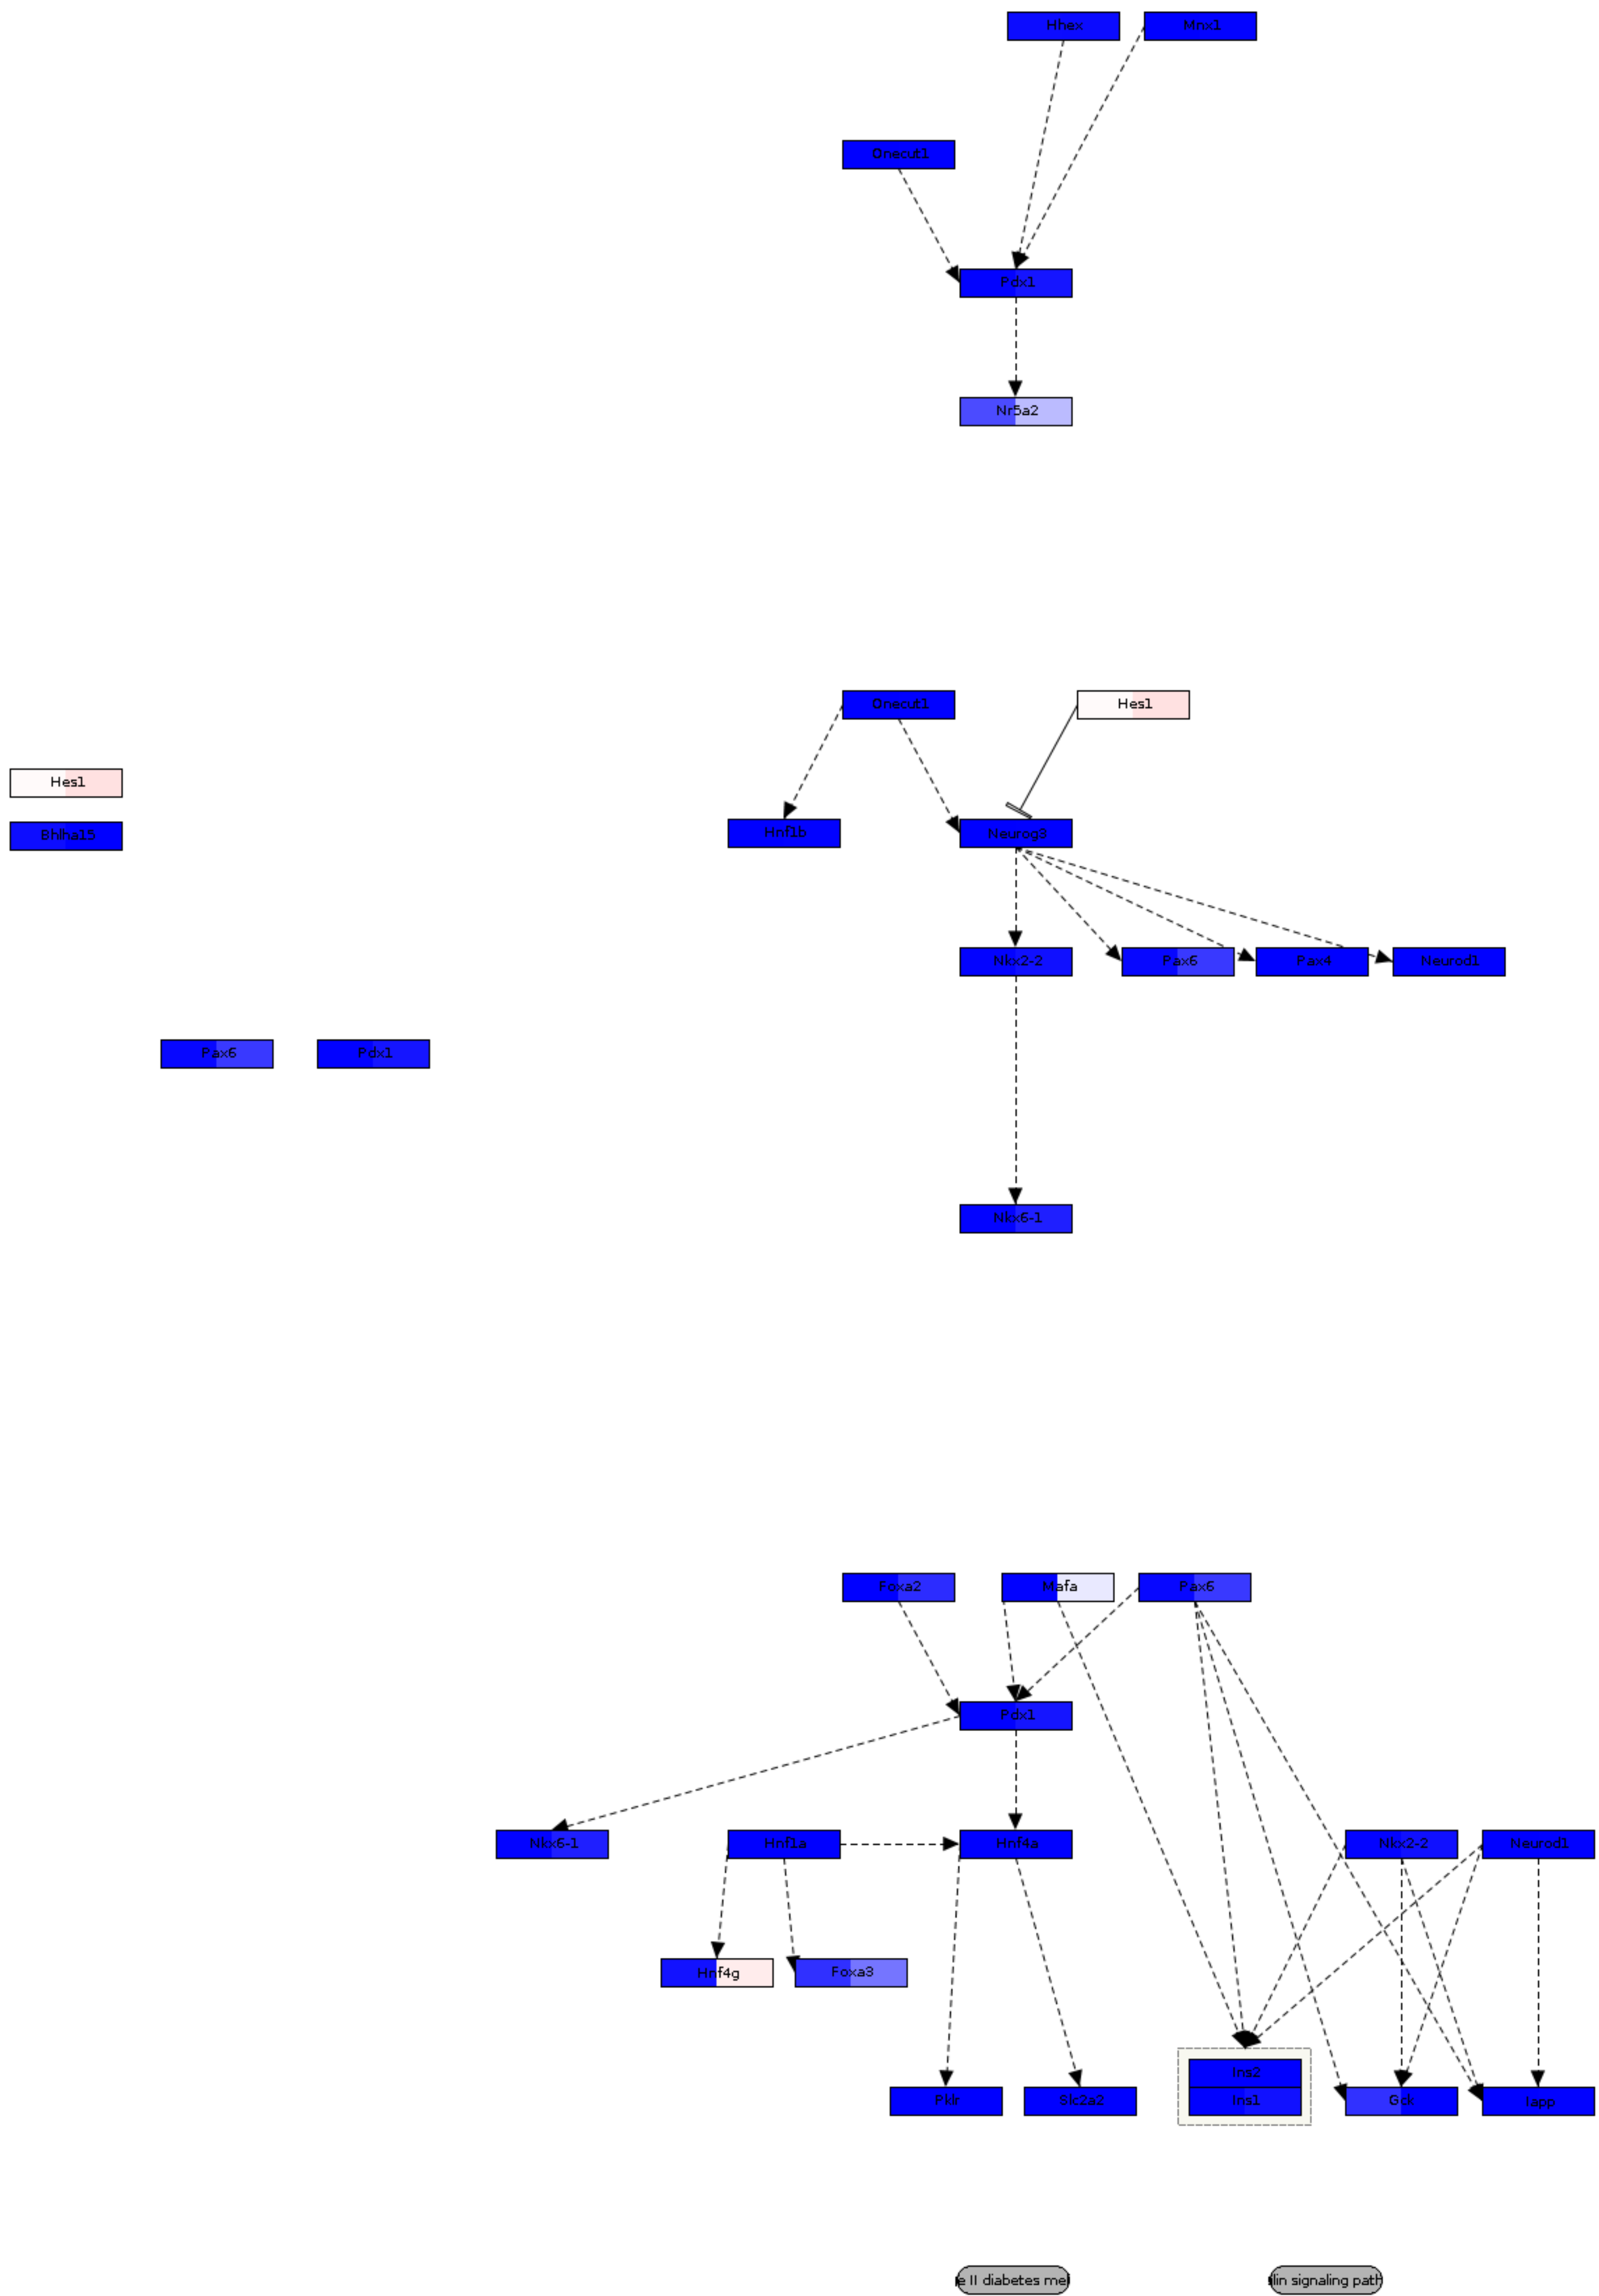 Hhex
Mnx1
Onecut1
Pdx1
Nr5a2
Onecut1
Hes1
Hes1
Bhlha15
Hnf1b
Neurog3
Nkx2-2
Pax6
Pax4
Neurod1
Pax6
Pdx1
Nkx6-1
Foxa2
Mafa
Pax6
Pdx1
Nkx6-1
Hnf1a
Hnf4a
Nkx2-2
Neurod1
Hnf4g
Foxa3
Ins2
Pklr
Slc2a2
Ins1
Gck
Iapp
e II diabetes mel
lin signaling path